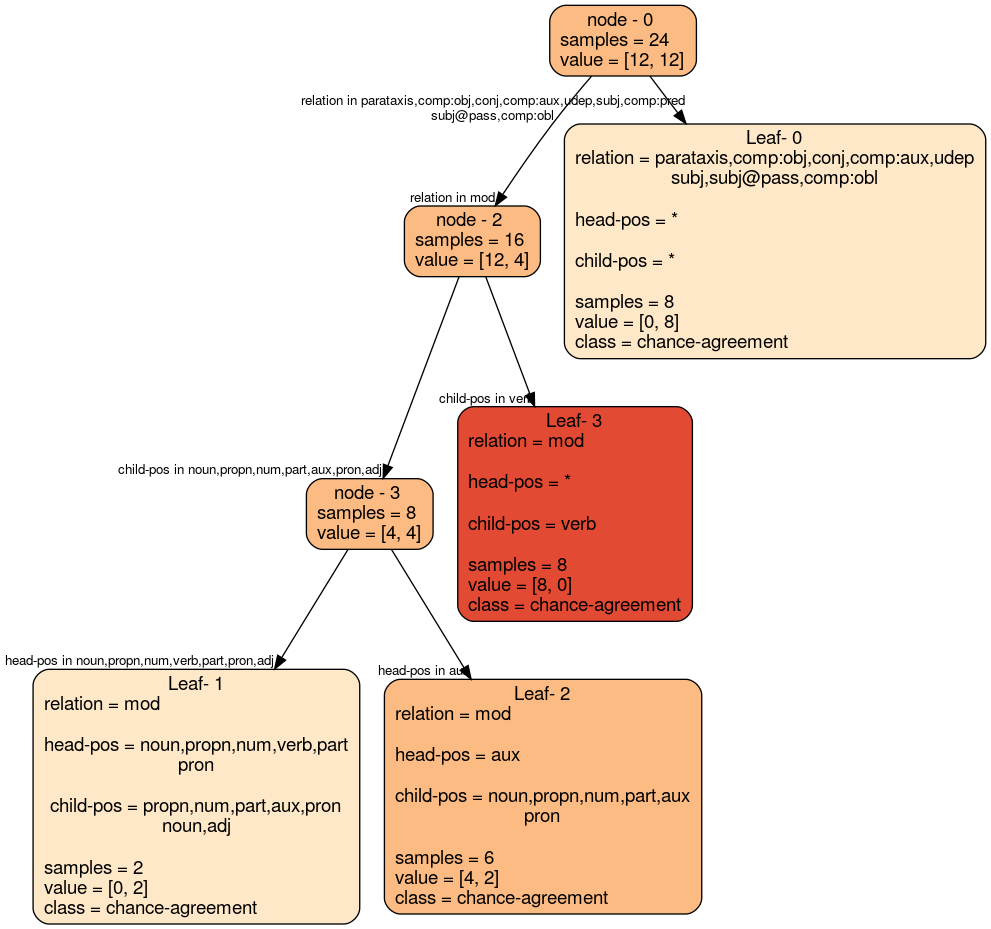 node - 0
samples = 24
value = [12, 12]
relation in parataxis,comp:obj,conj,comp:aux,udep,subj,comp:pred
subj@pass,comp:obl
Leaf- 0
relation = parataxis,comp:obj,conj,comp:aux,udep
subj,subj@pass,comp:obl
head-pos = *
child-pos = *
samples = 8
value = [0, 8]
class = chance-agreement
relation in mod
node - 2
samples = 16
value = [12, 4]
child-pos in verb
Leaf- 3
relation = mod
head-pos = *
child-pos = verb
samples = 8
value = [8, 0]
class = chance-agreement
child-pos in noun,propn,num,part,aux,pron,adj
node - 3
samples = 8
value = [4, 4]
head-pos in noun,propn,num,verb,part,pron,adj
Leaf- 1
relation = mod
head-pos = noun,propn,num,verb,part
pron
child-pos = propn,num,part,aux,pron
noun,adj
samples = 2
value = [0, 2]
class = chance-agreement
head-pos in aux
Leaf- 2
relation = mod
head-pos = aux
child-pos = noun,propn,num,part,aux
pron
samples = 6
value = [4, 2]
class = chance-agreement